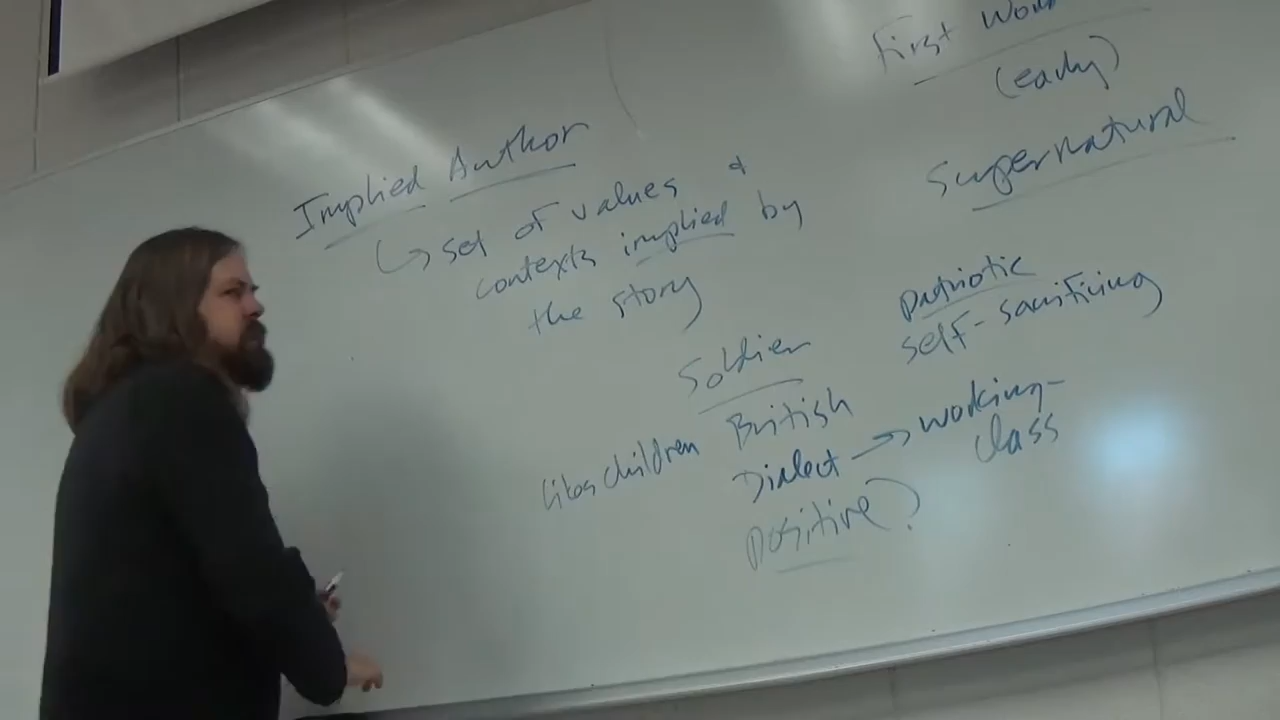 Implied Author
↳ set of values &
contexts implied by
the story
First
(early)
Supernatural
Patriotic
self-sacrificing
Soldier
British
likes children
Dialect → working-
class
positive?